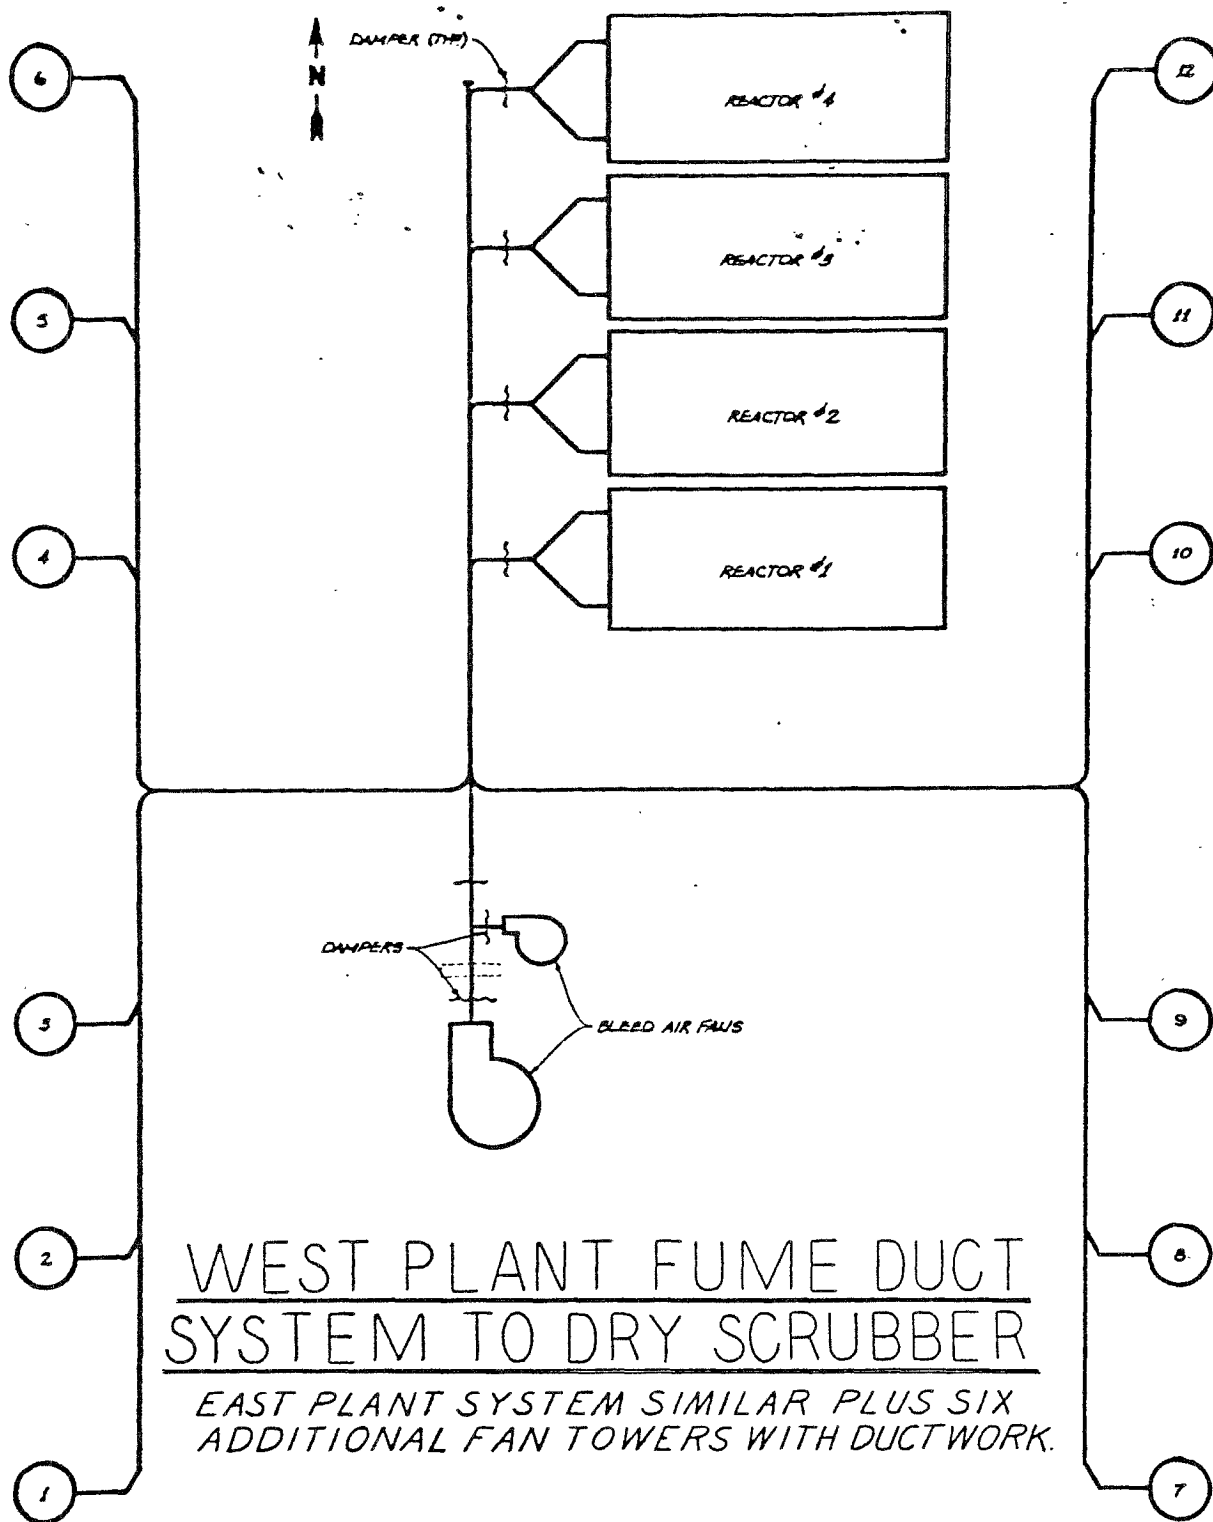 6
N
DAMPER (TYP.)
REACTOR #4
12
REACTOR #3
5
11
REACTOR #2
4
10
REACTOR #1
DAMPERS
BLEED AIR FANS
3
9
2
8
WEST PLANT FUME DUCT
SYSTEM TO DRY SCRUBBER
EAST PLANT SYSTEM SIMILAR PLUS SIX
ADDITIONAL FAN TOWERS WITH DUCTWORK.
1
7